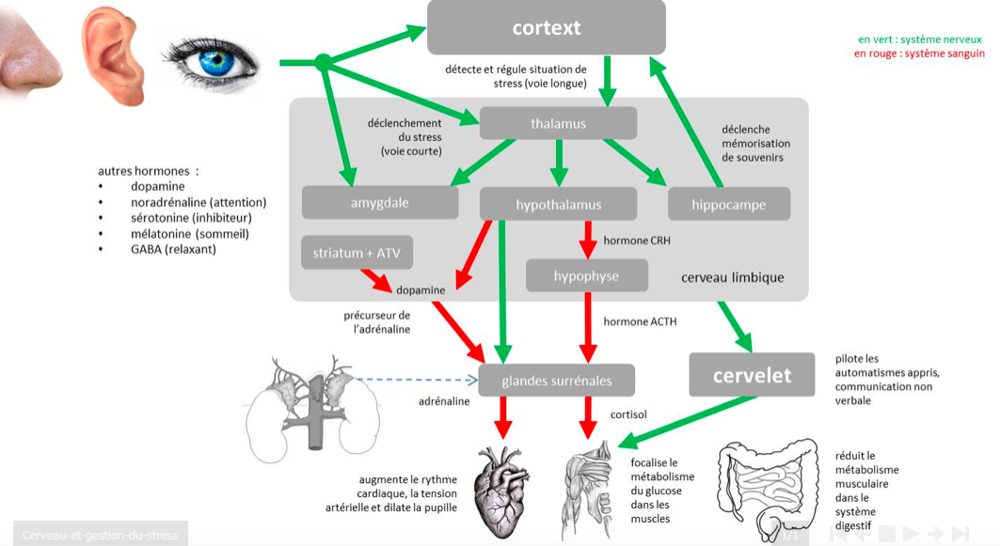 cortext
en vert : système nerveux
en rouge : système sanguin
détecte et régule situation de
stress (voie longue)
déclenchement
du stress
(voie courte)
thalamus
déclenche
mémorisation
de souvenirs
autres hormones :
• dopamine
• noradrénaline (attention)
• sérotonine (inhibiteur)
• mélatonine (sommeil)
• GABA (relaxant)
amygdale
hypothalamus
hippocampe
striatum + ATV
hormone CRH
hypophyse
cerveau limbique
dopamine
précurseur de
l'adrénaline
hormone ACTH
glandes surrénales
cervelet
pilote les
automatismes appris,
communication non
verbale
adrénaline
cortisol
augmente le rythme
cardiaque, la tension
artérielle et dilate la pupille
focalise le
métabolisme
du glucose
dans les
muscles
réduit le
métabolisme
musculaire
dans le
système
digestif
Cerveau-et-gestion-du-stress
1/1